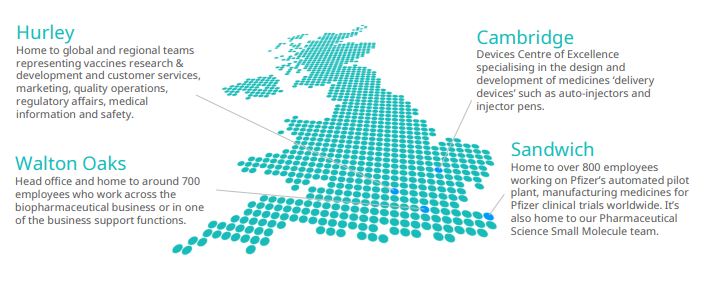 Hurley
Home to global and regional teams
representing vaccines research &
development and customer services,
marketing, quality operations,
regulatory affairs, medical
information and safety.
Walton Oaks
Head office and home to around 700
employees who work across the
biopharmaceutical business or in one
of the business support functions.
Cambridge
Devices Centre of Excellence
specialising in the design and
development of medicines ‘delivery
devices’ such as auto-injectors and
injector pens.
Sandwich
Home to over 800 employees
working on Pfizer’s automated pilot
plant, manufacturing medicines for
Pfizer clinical trials worldwide. It’s
also home to our Pharmaceutical
Science Small Molecule team.